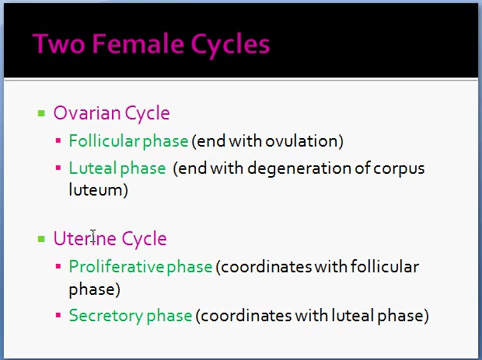 Two Female Cycles
Ovarian Cycle
Follicular phase (end with ovulation)
Luteal phase (end with degeneration of corpus
luteum)
Uterine Cycle
Proliferative phase (coordinates with follicular
phase)
Secretory phase (coordinates with luteal phase)